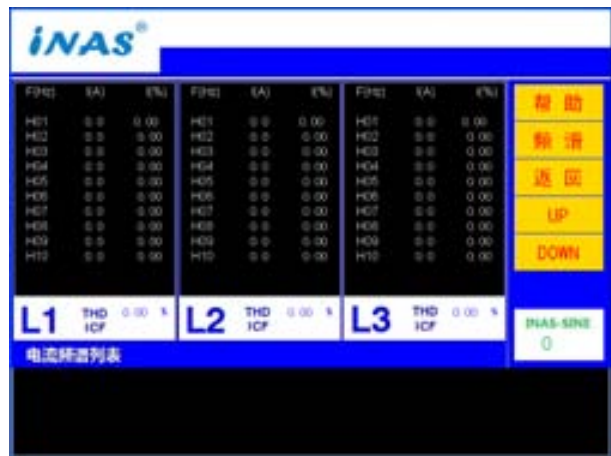 iNAS®
F(Hz) I(A) I(%) F(Hz) I(A) I(%) F(Hz) I(A) I(%)
H01 0.0 0.00 H01 0.0 0.00 H01 0.0 0.00
H02 0.0 0.00 H02 0.0 0.00 H02 0.0 0.00
H03 0.0 0.00 H03 0.0 0.00 H03 0.0 0.00
H04 0.0 0.00 H04 0.0 0.00 H04 0.0 0.00
H05 0.0 0.00 H05 0.0 0.00 H05 0.0 0.00
H06 0.0 0.00 H06 0.0 0.00 H06 0.0 0.00
H07 0.0 0.00 H07 0.0 0.00 H07 0.0 0.00
H08 0.0 0.00 H08 0.0 0.00 H08 0.0 0.00
H09 0.0 0.00 H09 0.0 0.00 H09 0.0 0.00
H10 0.0 0.00 H10 0.0 0.00 H10 0.0 0.00
L1 THD 0.00 %
ICF
L2 THD 0.00 %
ICF
L3 THD 0.00 %
ICF
电流频谱列表
帮 助
频 谱
返 回
UP
DOWN
INAS-SINE
0